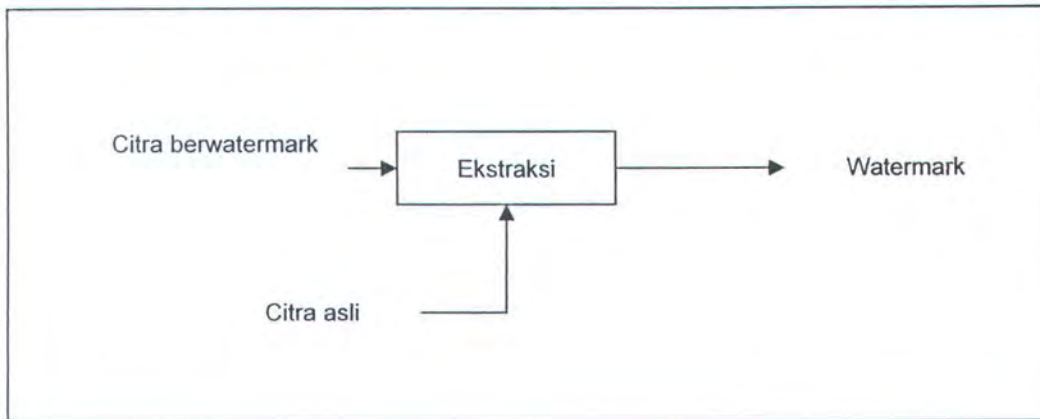 Citra berwatermark
Ekstraksi
Watermark
Citra asli